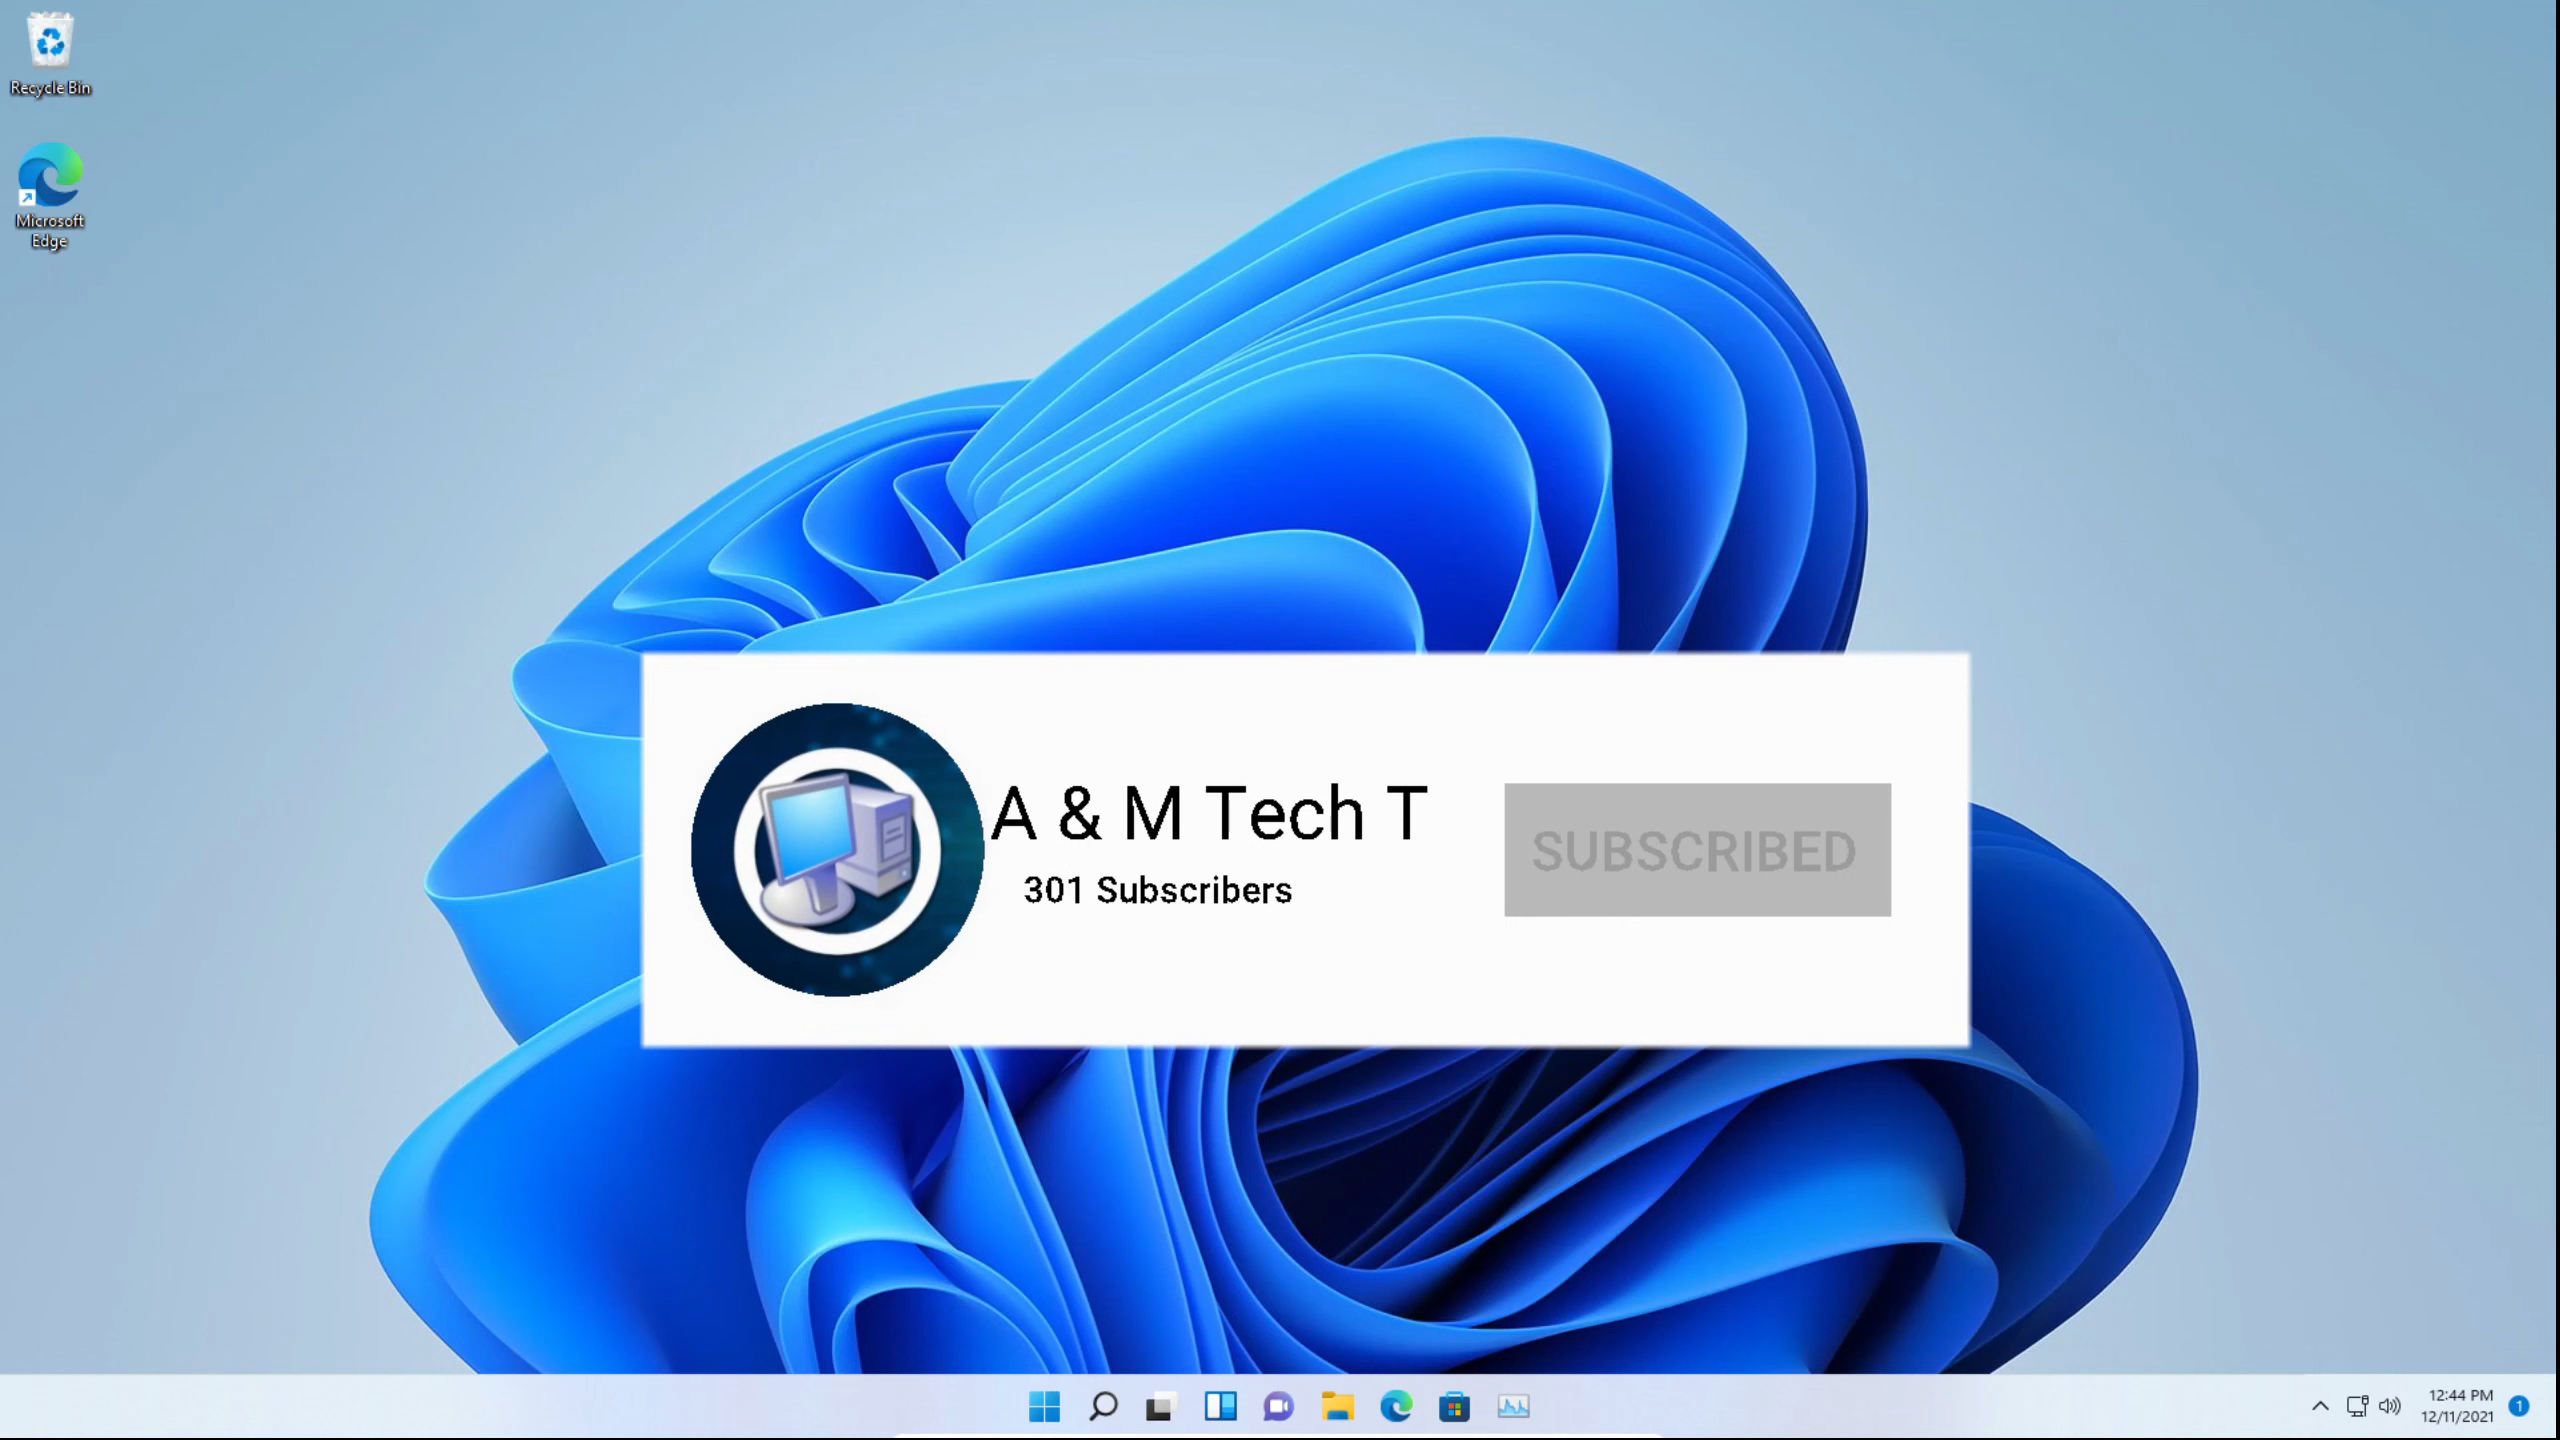 Recycle Bin
Microsoft
Edge
A & M Tech T
301 Subscribers
SUBSCRIBED
12:44 PM
12/11/2021
1